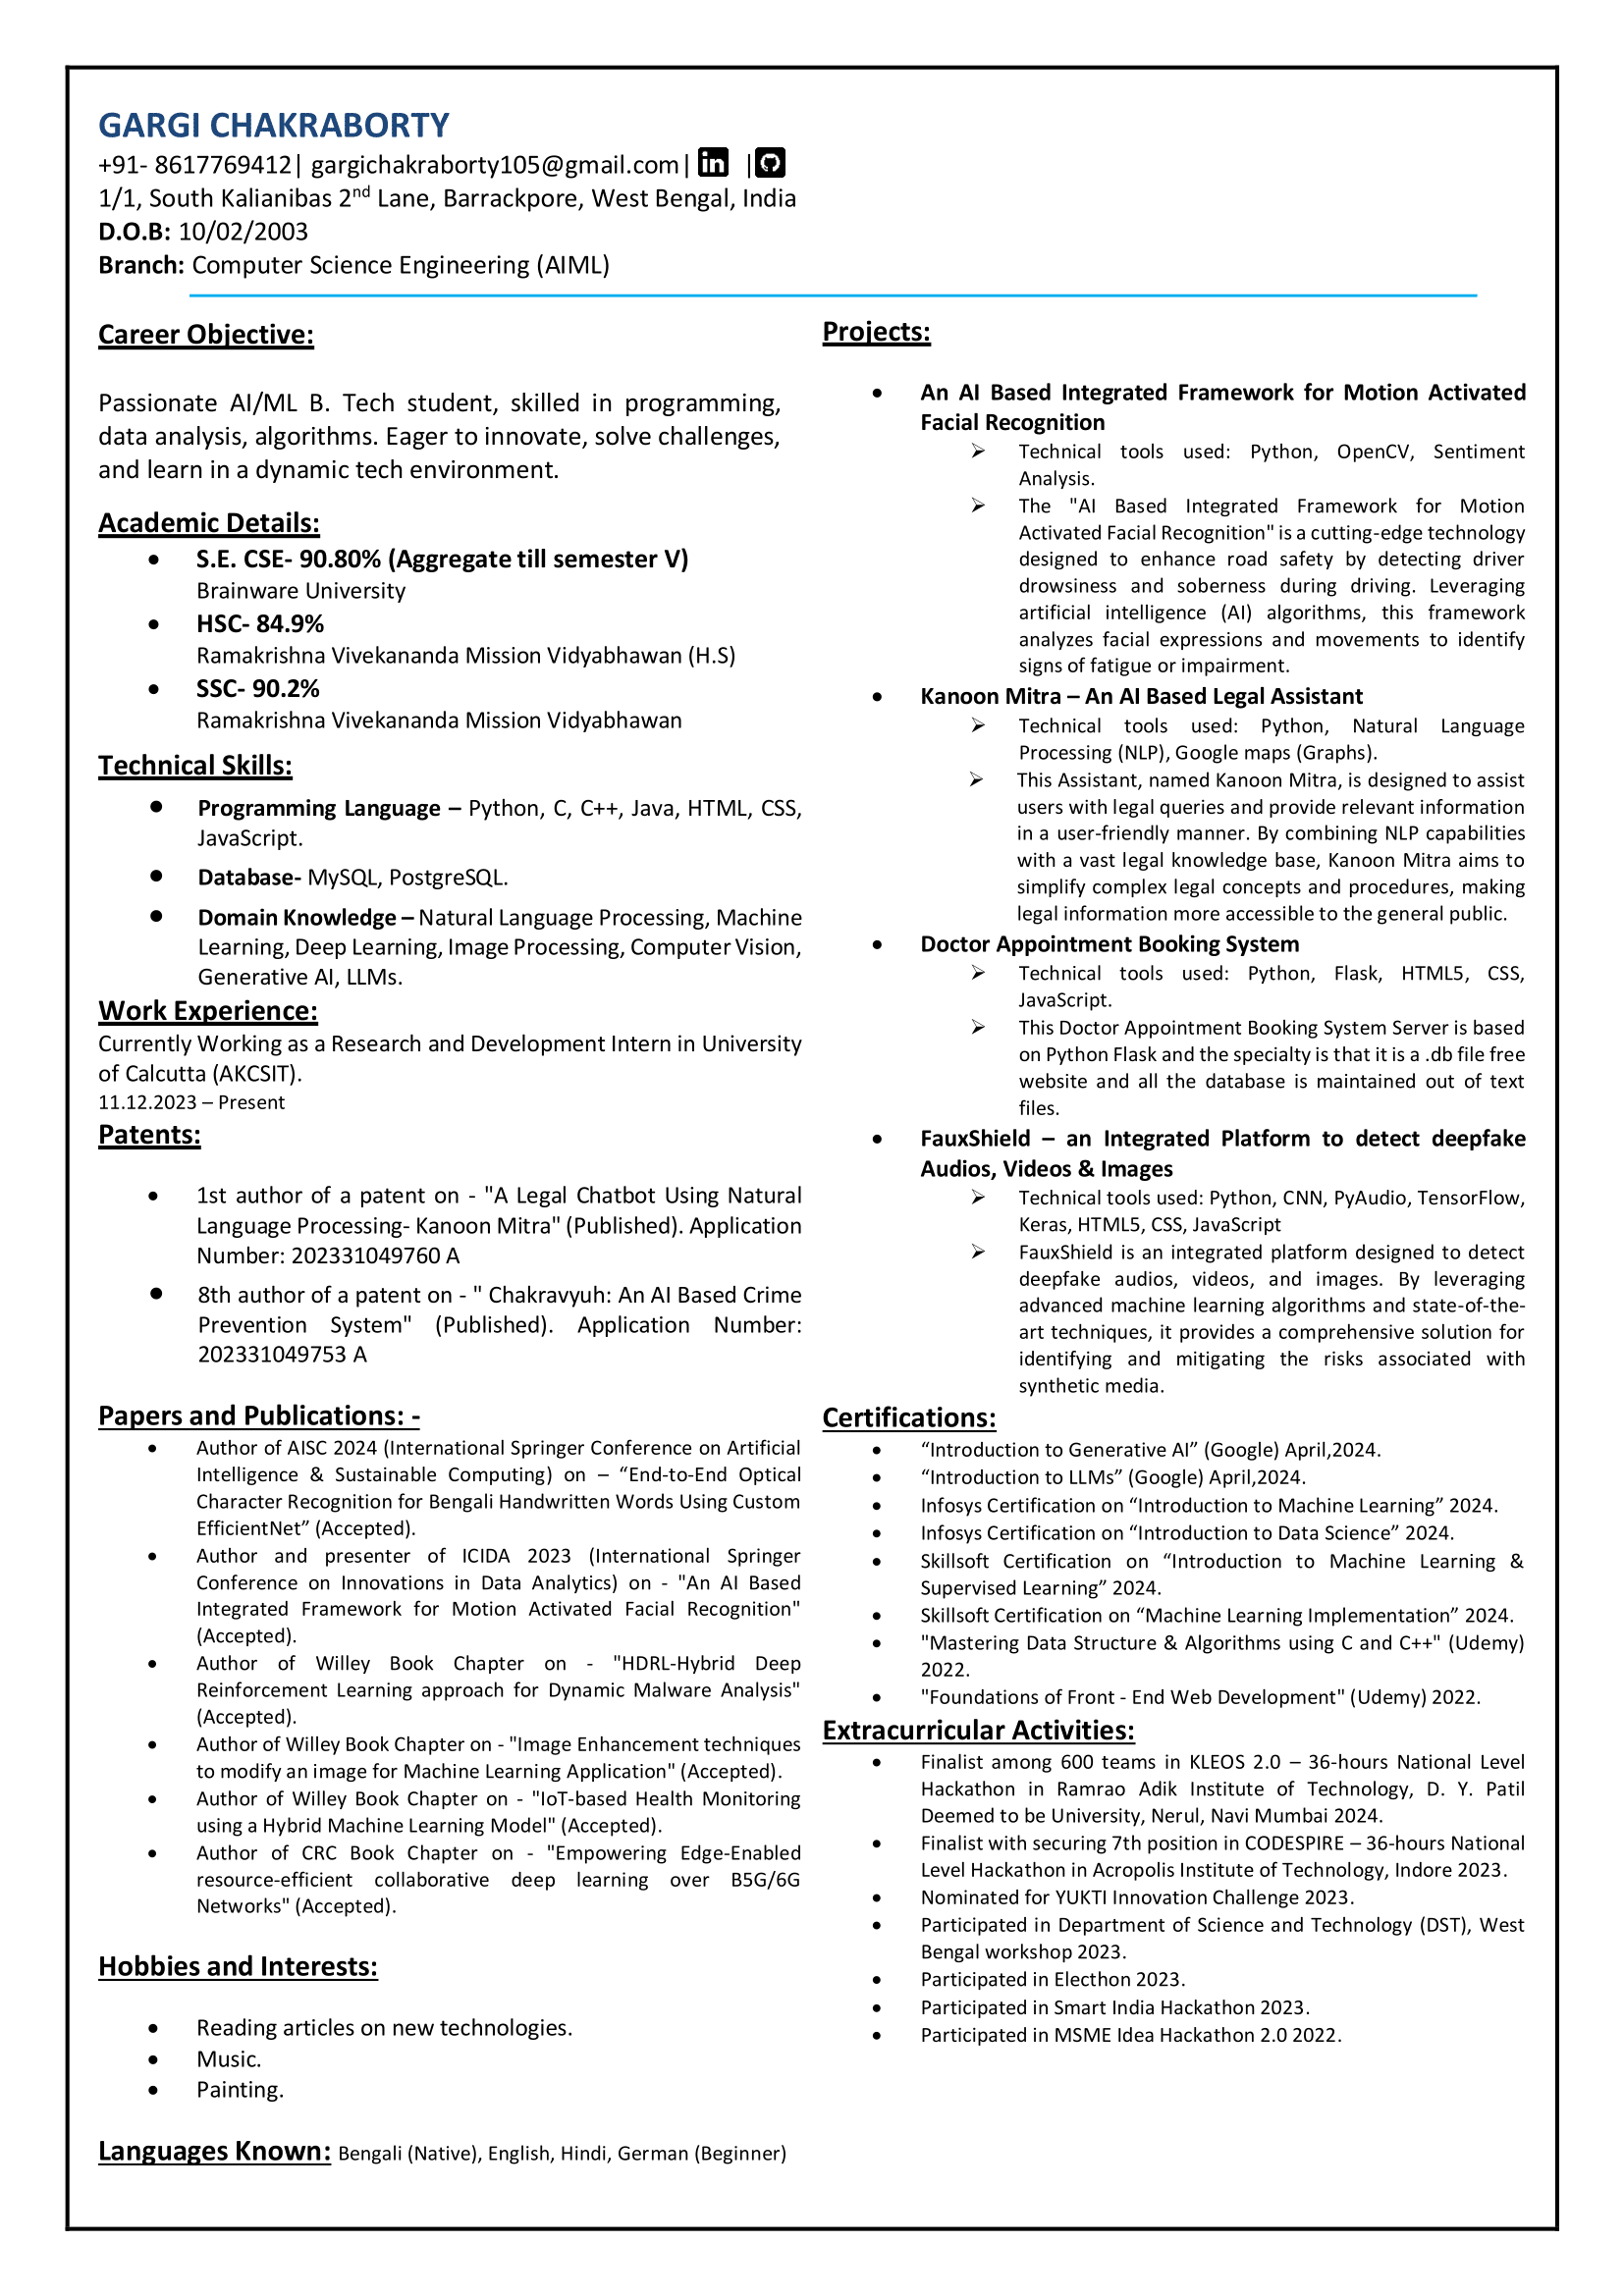 GARGI CHAKRABORTY
+91- 8617769412| gargichakraborty105@gmail.com| in |
1/1, South Kalianibas 2nd Lane, Barrackpore, West Bengal, India
D.O.B: 10/02/2003
Branch: Computer Science Engineering (AIML)
Career Objective:
Passionate AI/ML B. Tech student, skilled in programming,
data analysis, algorithms. Eager to innovate, solve challenges,
and learn in a dynamic tech environment.
Academic Details:
• S.E. CSE- 90.80% (Aggregate till semester V)
Brainware University
• HSC- 84.9%
Ramakrishna Vivekananda Mission Vidyabhawan (H.S)
• SSC- 90.2%
Ramakrishna Vivekananda Mission Vidyabhawan
Technical Skills:
• Programming Language – Python, C, C++, Java, HTML, CSS,
JavaScript.
• Database- MySQL, PostgreSQL.
• Domain Knowledge – Natural Language Processing, Machine
Learning, Deep Learning, Image Processing, Computer Vision,
Generative AI, LLMs.
Work Experience:
Currently Working as a Research and Development Intern in University
of Calcutta (AKCSIT).
11.12.2023 – Present
Patents:
• 1st author of a patent on - "A Legal Chatbot Using Natural
Language Processing- Kanoon Mitra" (Published). Application
Number: 202331049760 A
• 8th author of a patent on - " Chakravyuh: An AI Based Crime
Prevention System" (Published). Application Number:
202331049753 A
Papers and Publications: -
• Author of AISC 2024 (International Springer Conference on Artificial
Intelligence & Sustainable Computing) on – “End-to-End Optical
Character Recognition for Bengali Handwritten Words Using Custom
EfficientNet” (Accepted).
• Author and presenter of ICIDA 2023 (International Springer
Conference on Innovations in Data Analytics) on - "An AI Based
Integrated Framework for Motion Activated Facial Recognition"
(Accepted).
• Author of Willey Book Chapter on - "HDRL-Hybrid Deep
Reinforcement Learning approach for Dynamic Malware Analysis"
(Accepted).
• Author of Willey Book Chapter on - "Image Enhancement techniques
to modify an image for Machine Learning Application" (Accepted).
• Author of Willey Book Chapter on - "IoT-based Health Monitoring
using a Hybrid Machine Learning Model" (Accepted).
• Author of CRC Book Chapter on - "Empowering Edge-Enabled
resource-efficient collaborative deep learning over B5G/6G
Networks" (Accepted).
Hobbies and Interests:
• Reading articles on new technologies.
• Music.
• Painting.
Languages Known: Bengali (Native), English, Hindi, German (Beginner)
Projects:
• An AI Based Integrated Framework for Motion Activated
Facial Recognition
➢ Technical tools used: Python, OpenCV, Sentiment
Analysis.
➢ The "AI Based Integrated Framework for Motion
Activated Facial Recognition" is a cutting-edge technology
designed to enhance road safety by detecting driver
drowsiness and soberness during driving. Leveraging
artificial intelligence (AI) algorithms, this framework
analyzes facial expressions and movements to identify
signs of fatigue or impairment.
• Kanoon Mitra – An AI Based Legal Assistant
➢ Technical tools used: Python, Natural Language
Processing (NLP), Google maps (Graphs).
➢ This Assistant, named Kanoon Mitra, is designed to assist
users with legal queries and provide relevant information
in a user-friendly manner. By combining NLP capabilities
with a vast legal knowledge base, Kanoon Mitra aims to
simplify complex legal concepts and procedures, making
legal information more accessible to the general public.
• Doctor Appointment Booking System
➢ Technical tools used: Python, Flask, HTML5, CSS,
JavaScript.
➢ This Doctor Appointment Booking System Server is based
on Python Flask and the specialty is that it is a .db file free
website and all the database is maintained out of text
files.
• FauxShield – an Integrated Platform to detect deepfake
Audios, Videos & Images
➢ Technical tools used: Python, CNN, PyAudio, TensorFlow,
Keras, HTML5, CSS, JavaScript
➢ FauxShield is an integrated platform designed to detect
deepfake audios, videos, and images. By leveraging
advanced machine learning algorithms and state-of-the-
art techniques, it provides a comprehensive solution for
identifying and mitigating the risks associated with
synthetic media.
Certifications:
• “Introduction to Generative AI” (Google) April,2024.
• “Introduction to LLMs” (Google) April,2024.
• Infosys Certification on “Introduction to Machine Learning” 2024.
• Infosys Certification on “Introduction to Data Science” 2024.
• Skillsoft Certification on “Introduction to Machine Learning &
Supervised Learning” 2024.
• Skillsoft Certification on “Machine Learning Implementation” 2024.
• "Mastering Data Structure & Algorithms using C and C++" (Udemy)
2022.
• "Foundations of Front - End Web Development" (Udemy) 2022.
Extracurricular Activities:
• Finalist among 600 teams in KLEOS 2.0 – 36-hours National Level
Hackathon in Ramrao Adik Institute of Technology, D. Y. Patil
Deemed to be University, Nerul, Navi Mumbai 2024.
• Finalist with securing 7th position in CODESPIRE – 36-hours National
Level Hackathon in Acropolis Institute of Technology, Indore 2023.
• Nominated for YUKTI Innovation Challenge 2023.
• Participated in Department of Science and Technology (DST), West
Bengal workshop 2023.
• Participated in Electhon 2023.
• Participated in Smart India Hackathon 2023.
• Participated in MSME Idea Hackathon 2.0 2022.